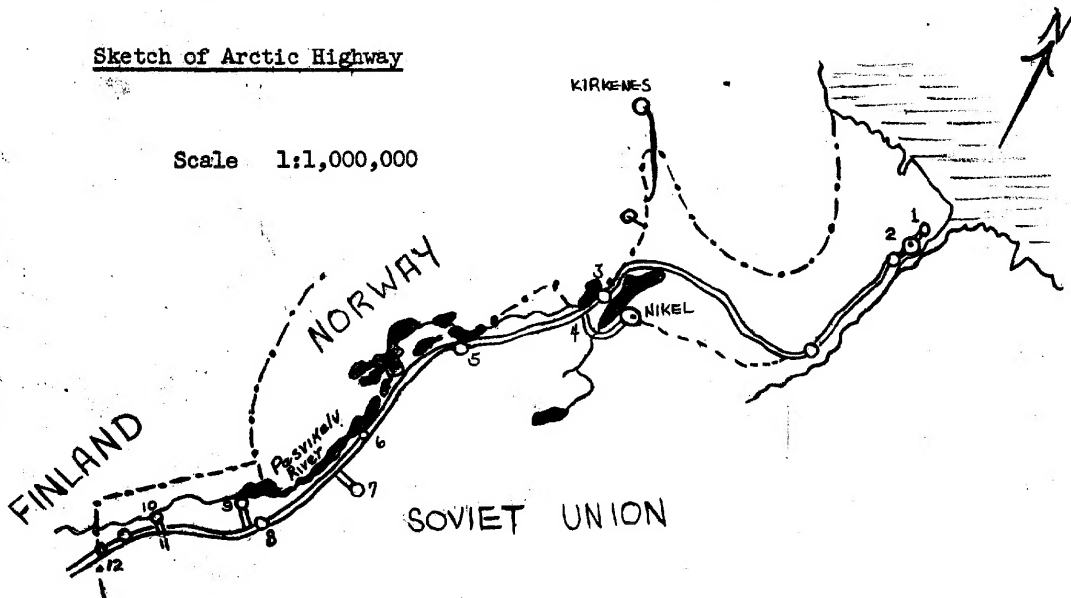 Sketch of Arctic Highway
N
KIRKENES
Scale 1:1,000,000
1
2
NORWAY
3
NIKEL
4
5
FINLAND
6
Pasvikelv
River
7
10
9
SOVIET UNION
8
12